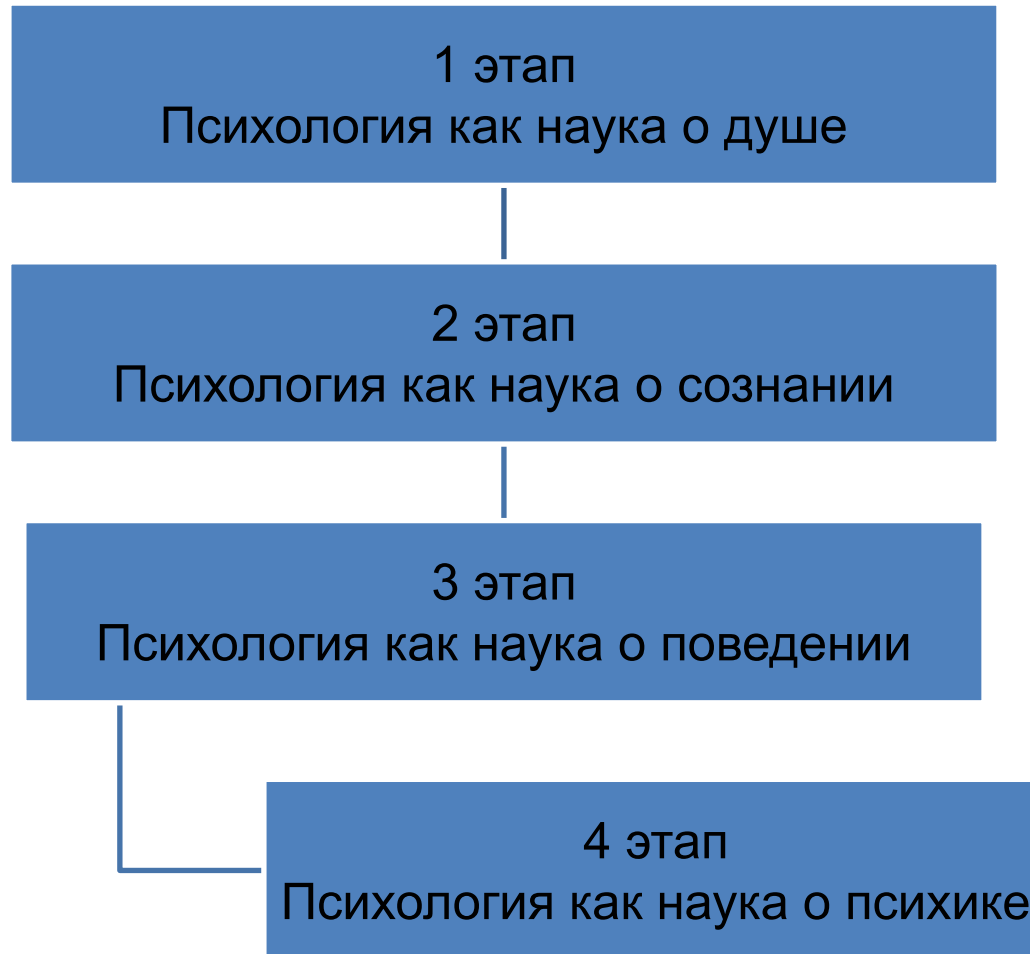 1 этап
Психология как наука о душе
2 этап
Психология как наука о сознании
3 этап
Психология как наука о поведении
4 этап
Психология как наука о психике